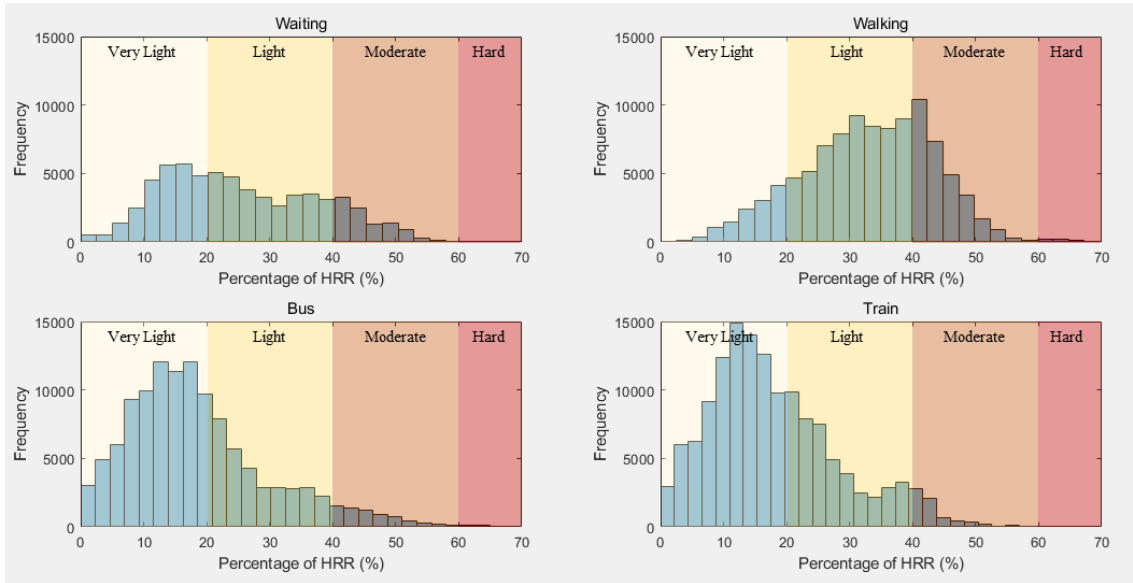 Waiting
15000
10000
5000
0
Frequency
Very Light
Light
Moderate
Hard
0 10 20 30 40 50 60 70
Percentage of HRR (%)
Walking
15000
10000
5000
0
Frequency
Very Light
Light
Moderate
Hard
0 10 20 30 40 50 60 70
Percentage of HRR (%)
Bus
15000
10000
5000
0
Frequency
Very Light
Light
Moderate
Hard
0 10 20 30 40 50 60 70
Percentage of HRR (%)
Train
15000
10000
5000
0
Frequency
Very Light
Light
Moderate
Hard
0 10 20 30 40 50 60 70
Percentage of HRR (%)